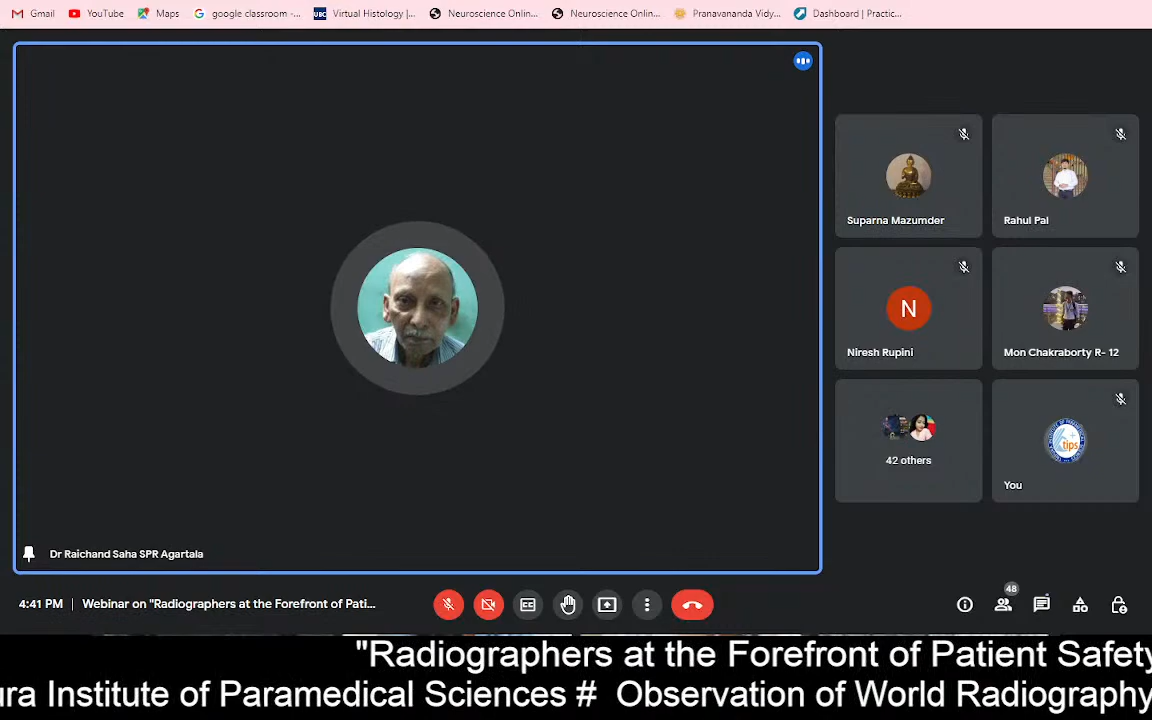 Gmail YouTube Maps google classroom -... UBC Virtual Histology |... Neuroscience Onlin... Neuroscience Onlin... Pranavananda Vidy... Dashboard | Practic...
Suparna Mazumder
Rahul Pal
N
Niresh Rupini
Mon Chakraborty R- 12
42 others
tips
You
Dr Raichand Saha SPR Agartala
4:41 PM | Webinar on "Radiographers at the Forefront of Pati...
48
"Radiographers at the Forefront of Patient Safety
ura Institute of Paramedical Sciences # Observation of World Radiography